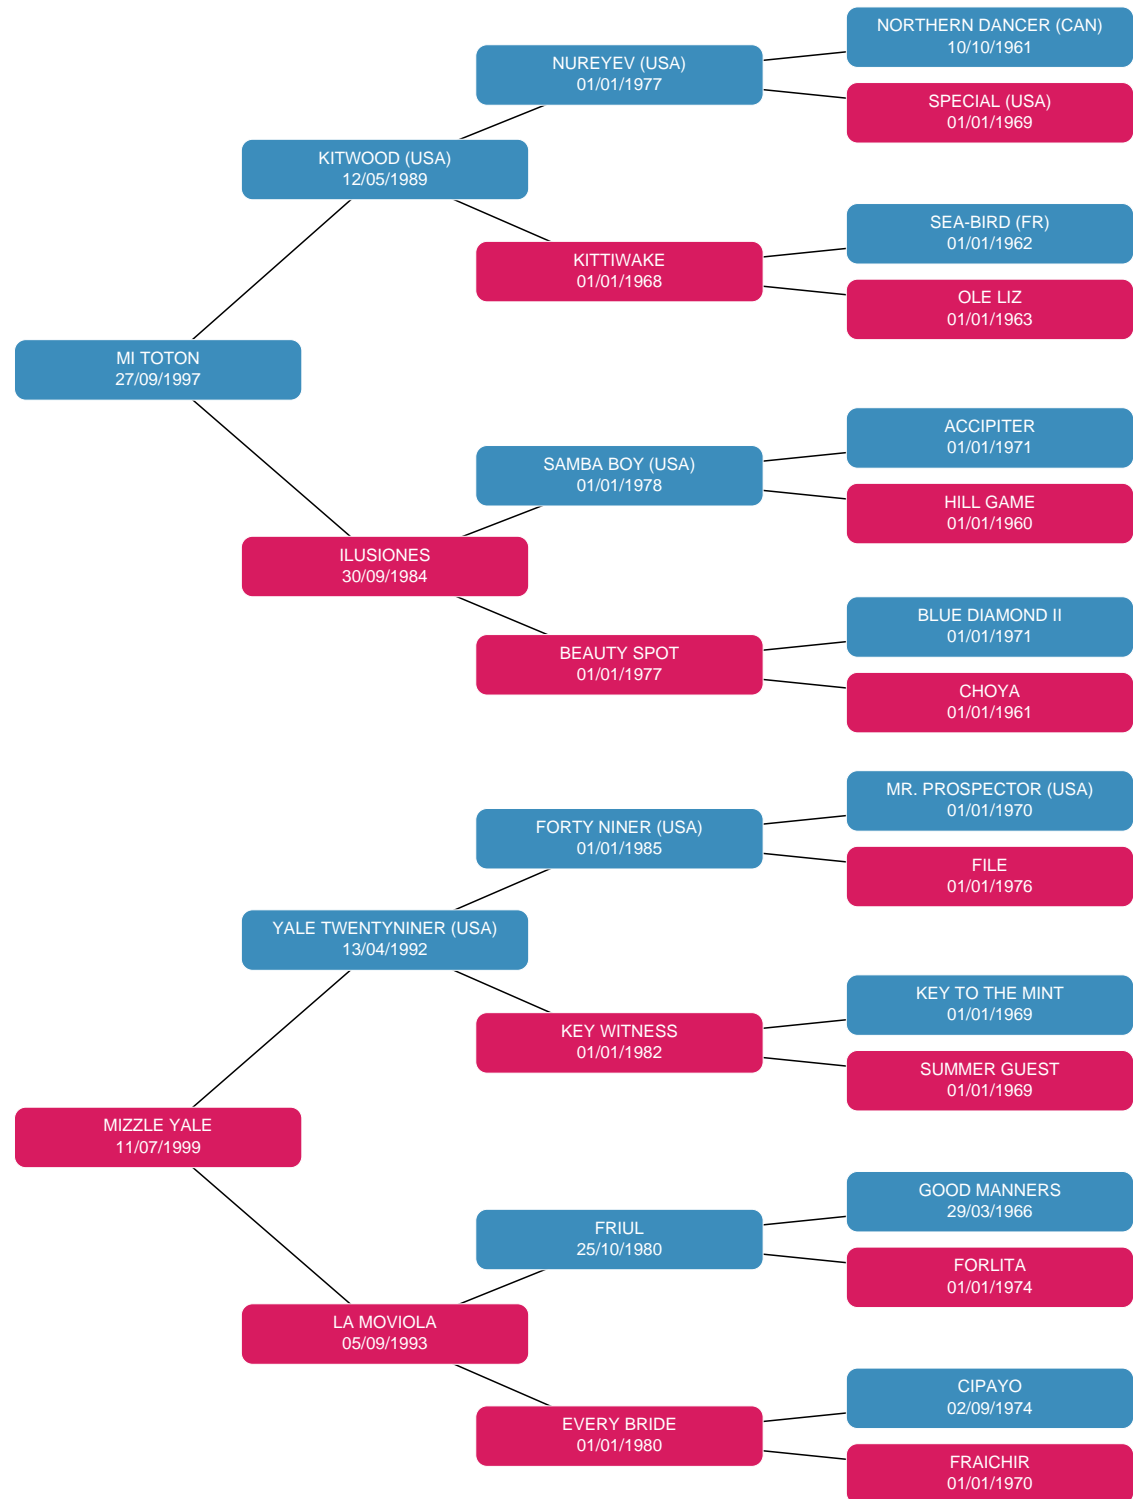 NORTHERN DANCER (CAN)
10/10/1961
NUREYEV (USA)
01/01/1977
SPECIAL (USA)
01/01/1969
KITWOOD (USA)
12/05/1989
SEA-BIRD (FR)
01/01/1962
KITTIWAKE
01/01/1968
OLE LIZ
01/01/1963
MI TOTON
27/09/1997
ACCIPITER
01/01/1971
SAMBA BOY (USA)
01/01/1978
HILL GAME
01/01/1960
ILUSIONES
30/09/1984
BLUE DIAMOND II
01/01/1971
BEAUTY SPOT
01/01/1977
CHOYA
01/01/1961
MR. PROSPECTOR (USA)
01/01/1970
FORTY NINER (USA)
01/01/1985
FILE
01/01/1976
YALE TWENTYNINER (USA)
13/04/1992
KEY TO THE MINT
01/01/1969
KEY WITNESS
01/01/1982
SUMMER GUEST
01/01/1969
MIZZLE YALE
11/07/1999
GOOD MANNERS
29/03/1966
FRIUL
25/10/1980
FORLITA
01/01/1974
LA MOVIOLA
05/09/1993
CIPAYO
02/09/1974
EVERY BRIDE
01/01/1980
FRAICHIR
01/01/1970